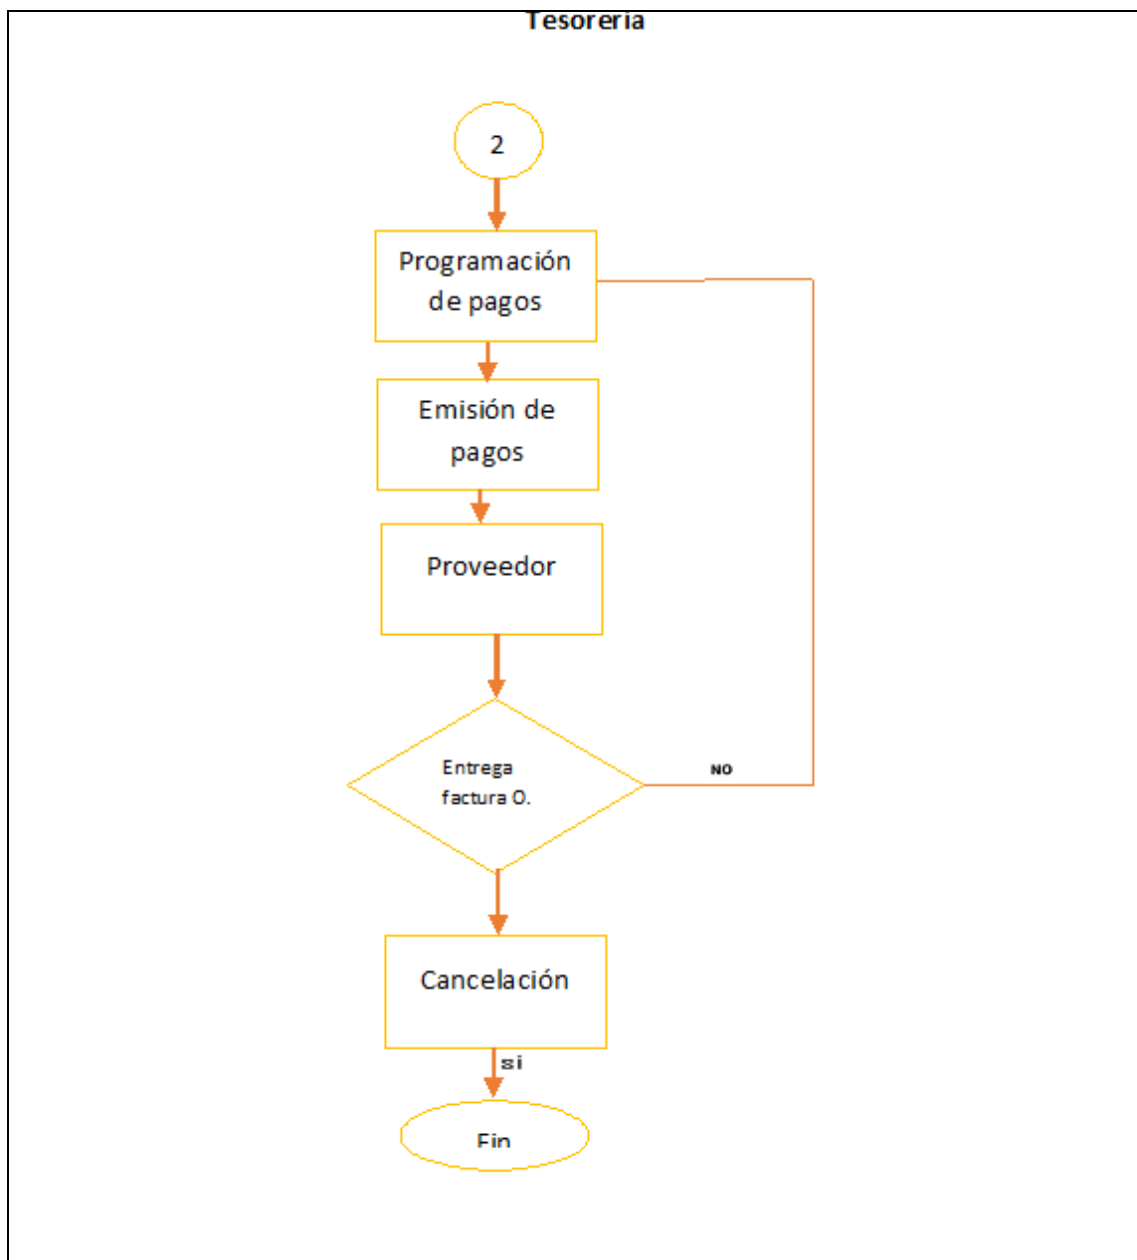 Tesorería
2
Programación
de pagos
Emisión de
pagos
Proveedor
Entrega
factura O.
NO
Cancelación
si
Fin